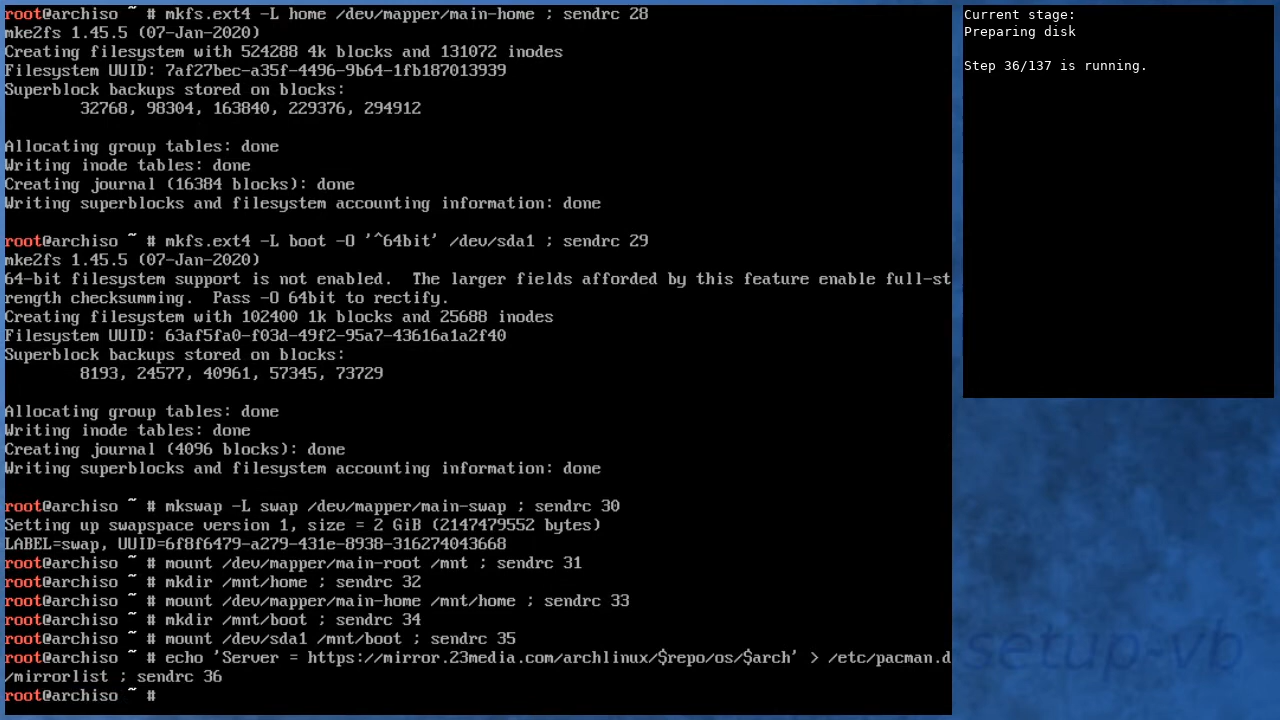 root@archiso ~ # mkfs.ext4 -L home /dev/mapper/main-home ; sendrc 28
mke2fs 1.45.5 (07-Jan-2020)
Creating filesystem with 524288 4k blocks and 131072 inodes
Filesystem UUID: 7af27bec-a35f-4496-9b64-1fb187013939
Superblock backups stored on blocks:
        32768, 98304, 163840, 229376, 294912

Allocating group tables: done
Writing inode tables: done
Creating journal (16384 blocks): done
Writing superblocks and filesystem accounting information: done

root@archiso ~ # mkfs.ext4 -L boot -O '^64bit' /dev/sda1 ; sendrc 29
mke2fs 1.45.5 (07-Jan-2020)
64-bit filesystem support is not enabled.  The larger fields afforded by this feature enable full-st
rength checksumming.  Pass -O 64bit to rectify.
Creating filesystem with 102400 1k blocks and 25688 inodes
Filesystem UUID: 63af5fa0-f03d-49f2-95a7-43616a1a2f40
Superblock backups stored on blocks:
        8193, 24577, 40961, 57345, 73729

Allocating group tables: done
Writing inode tables: done
Creating journal (4096 blocks): done
Writing superblocks and filesystem accounting information: done

root@archiso ~ # mkswap -L swap /dev/mapper/main-swap ; sendrc 30
Setting up swapspace version 1, size = 2 GiB (2147479552 bytes)
LABEL=swap, UUID=6f8f6479-a279-431e-8938-316274043668
root@archiso ~ # mount /dev/mapper/main-root /mnt ; sendrc 31
root@archiso ~ # mkdir /mnt/home ; sendrc 32
root@archiso ~ # mount /dev/mapper/main-home /mnt/home ; sendrc 33
root@archiso ~ # mkdir /mnt/boot ; sendrc 34
root@archiso ~ # mount /dev/sda1 /mnt/boot ; sendrc 35
root@archiso ~ # echo 'Server = https://mirror.23media.com/archlinux/$repo/os/$arch' > /etc/pacman.d
/mirrorlist ; sendrc 36
root@archiso ~ #
Current stage:
Preparing disk

Step 36/137 is running.
setup-vb